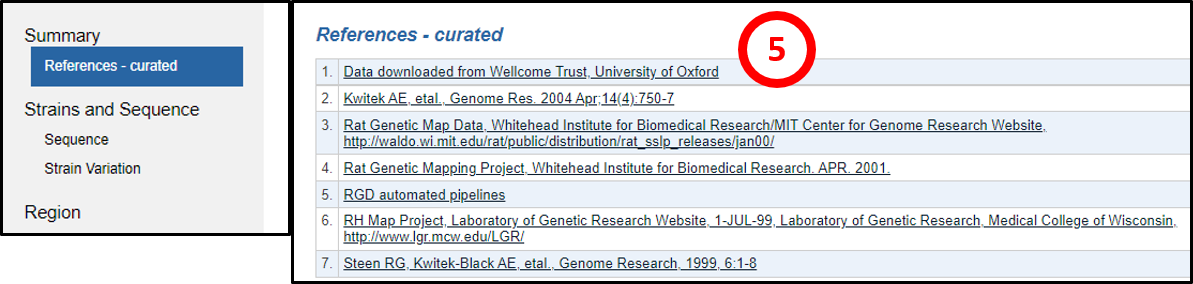 Summary
References - curated
Strains and Sequence
Sequence
Strain Variation
Region
References - curated
5
1. Data downloaded from Wellcome Trust, University of Oxford
2. Kwitek AE, etal., Genome Res. 2004 Apr;14(4):750-7
3. Rat Genetic Map Data, Whitehead Institute for Biomedical Research/MIT Center for Genome Research Website,
http://waldo.wi.mit.edu/rat/public/distribution/rat_sslp_releases/jan00/
4. Rat Genetic Mapping Project, Whitehead Institute for Biomedical Research. APR. 2001.
5. RGD automated pipelines
6. RH Map Project, Laboratory of Genetic Research Website, 1-JUL-99, Laboratory of Genetic Research, Medical College of Wisconsin,
http://www.lgr.mcw.edu/LGR/
7. Steen RG, Kwitek-Black AE, etal., Genome Research, 1999, 6:1-8